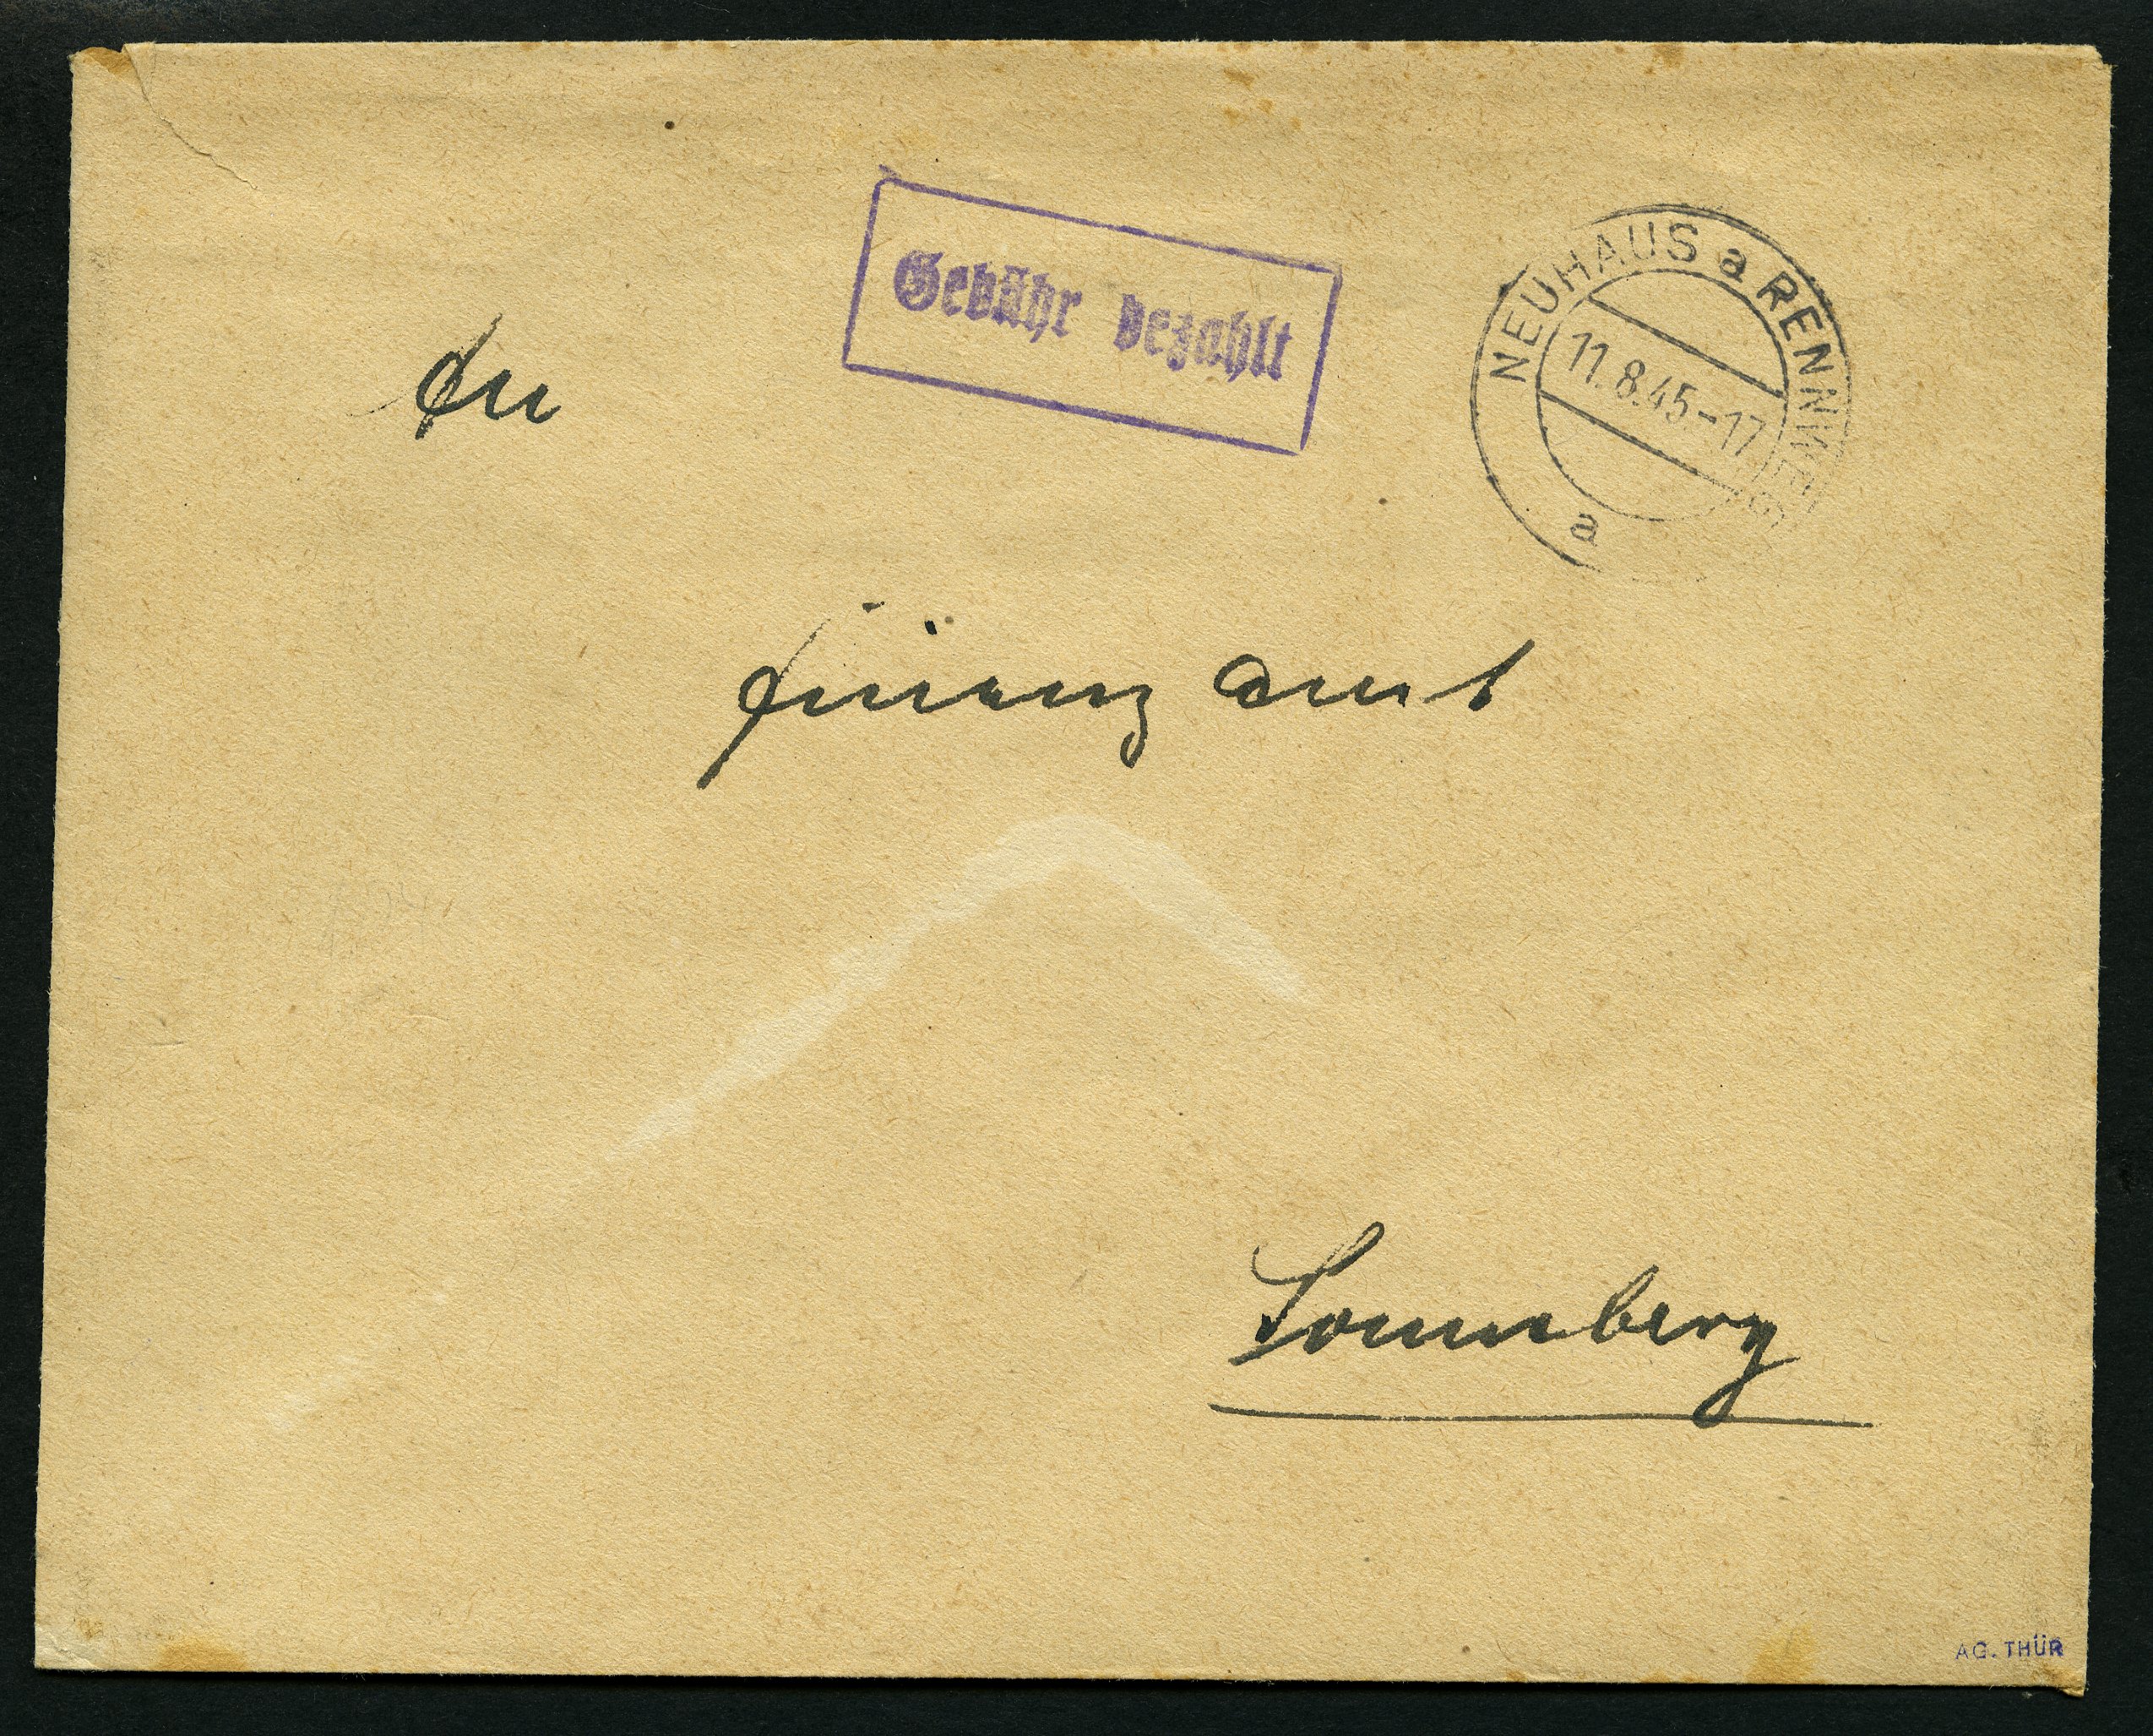 Gebühr bezahlt
NEUHAUS a RENNWEG
11.8.45-17
a
An
Finanzamt
Sonneberg
AG. THÜR